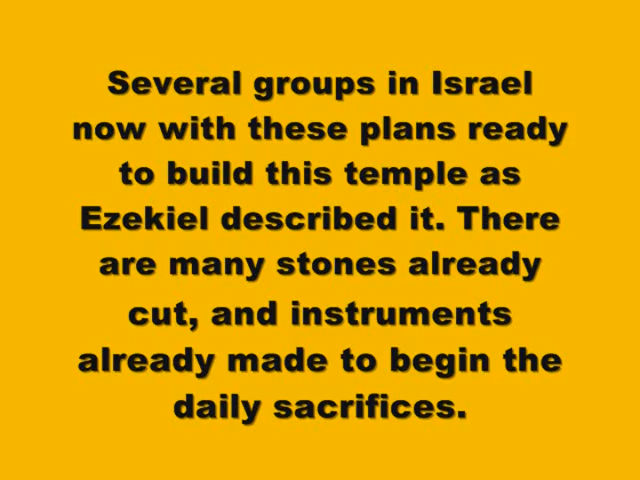 Several groups in Israel
now with these plans ready
to build this temple as
Ezekiel described it. There
are many stones already
cut, and instruments
already made to begin the
daily sacrifices.